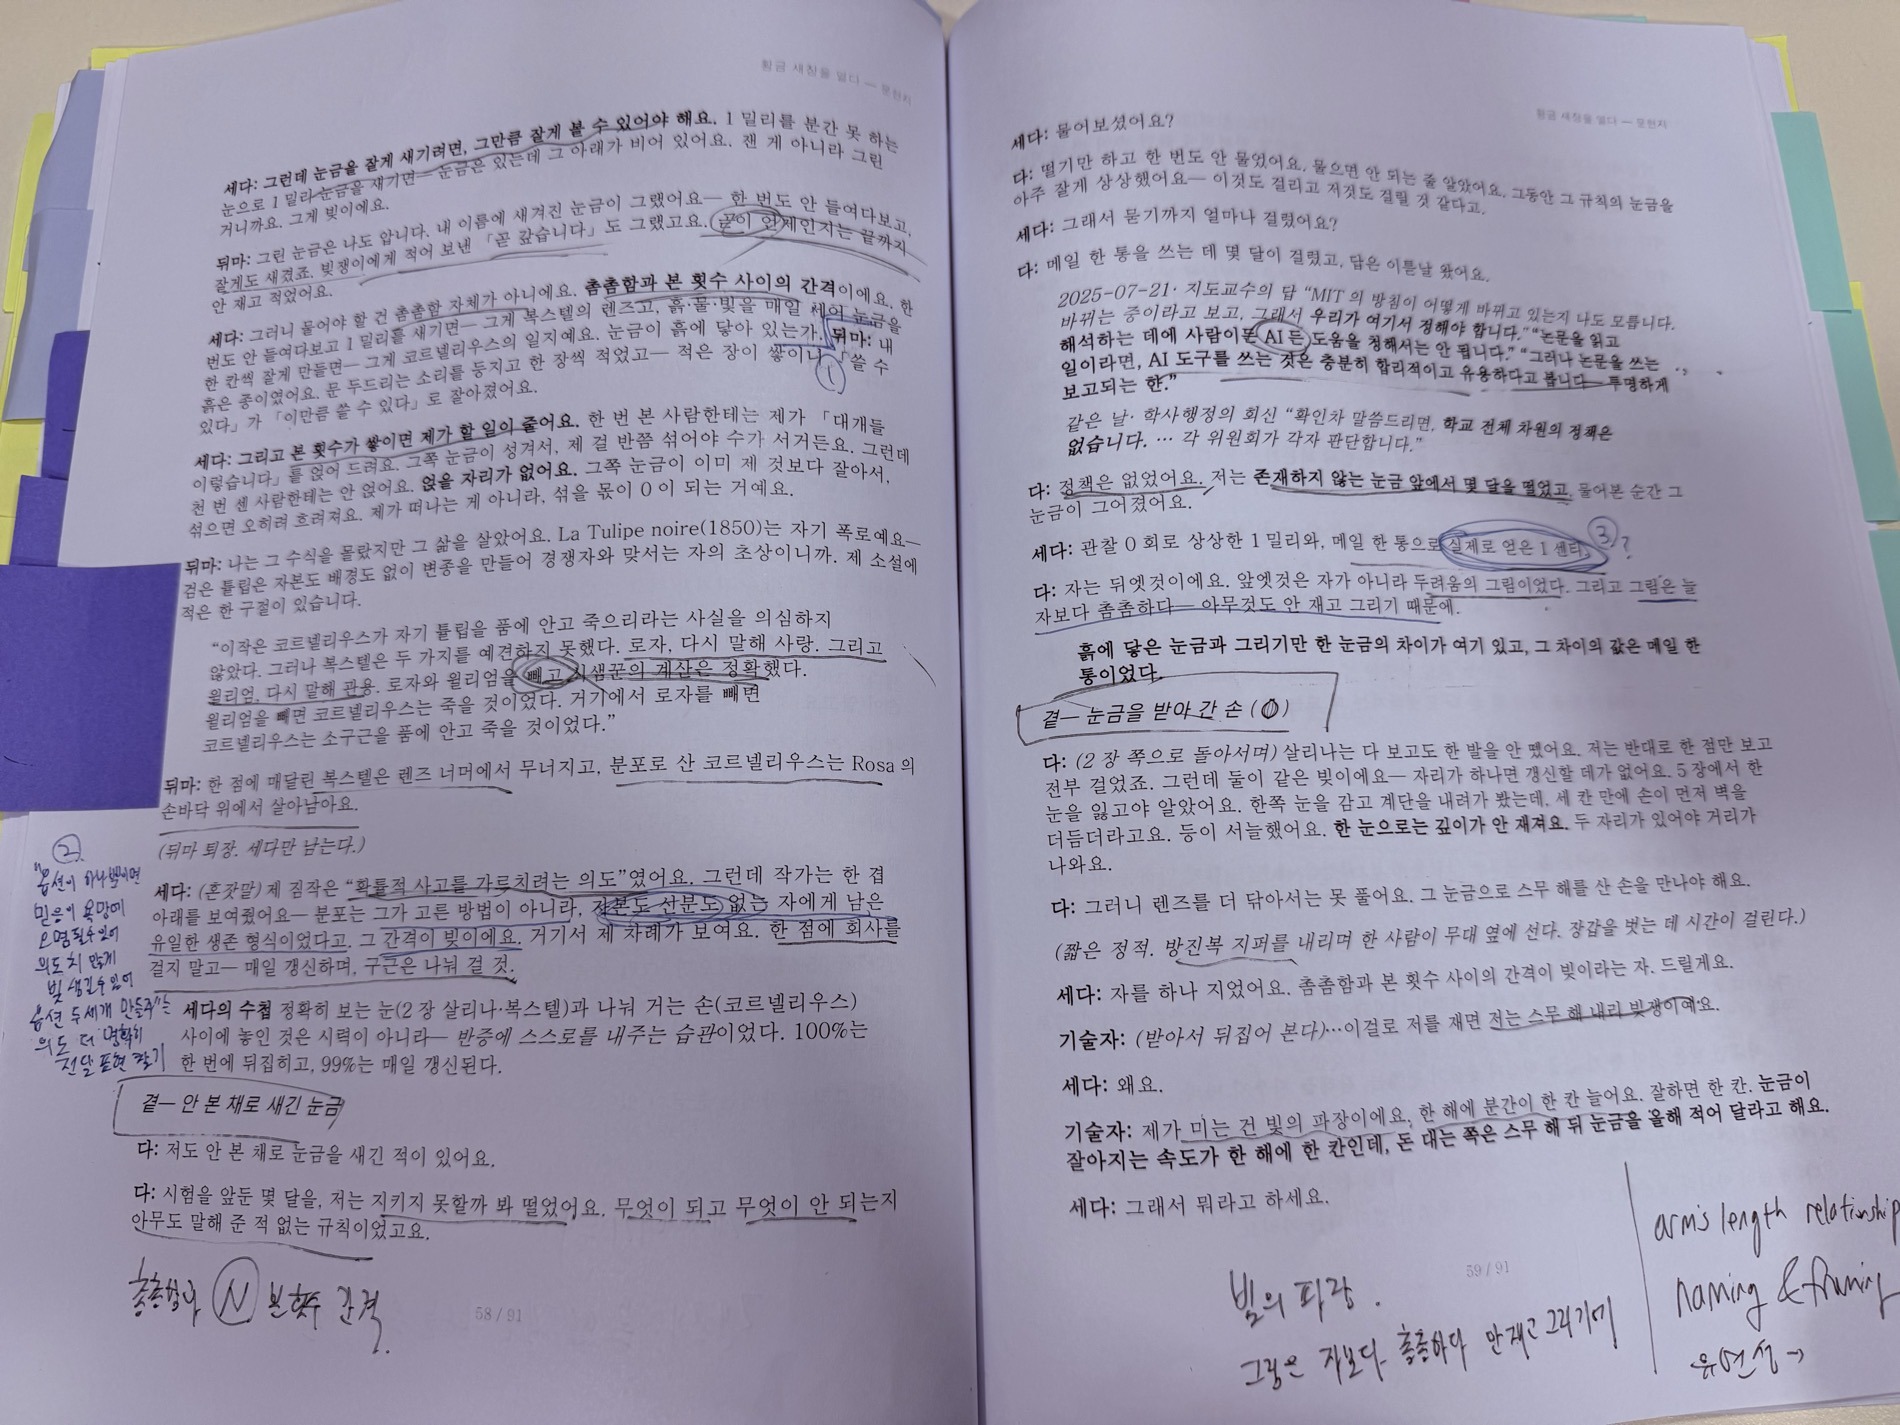 황금 새장을 열다 — 문현지
세다: 그런데 눈금을 잘게 새기려면, 그만큼 잘게 볼 수 있어야 해요. 1 밀리를 분간 못 하는
눈으로 1 밀리 눈금을 새기면— 눈금은 있는데 그 아래가 비어 있어요. 잰 게 아니라 그린
거니까요. 그게 빚이에요.
뒤마: 그린 눈금은 나도 압니다. 내 이름에 새겨진 눈금이 그랬어요— 한 번도 안 들여다보고,
잘게도 새겼죠. 빚쟁이에게 적어 보낸 「곧 갚습니다」도 그랬고요. 곧이 언제인지는 끝까지
안 재고 적었어요.
세다: 그러니 물어야 할 건 촘촘함 자체가 아니에요. 촘촘함과 본 횟수 사이의 간격이에요. 한
번도 안 들여다보고 1 밀리를 새기면— 그게 복스텔의 렌즈고, 흙·물·빛을 매일 세어 눈금을
한 칸씩 잘게 만들면— 그게 코르넬리우스의 일지예요. 눈금이 흙에 닿아 있는가. 뒤마: 내
흙은 종이였어요. 문 두드리는 소리를 등지고 한 장씩 적었고— 적은 장이 쌓이니 「쓸 수
있다」가 「이만큼 쓸 수 있다」로 잘아졌어요.
①
세다: 그리고 본 횟수가 쌓이면 제가 할 일이 줄어요. 한 번 본 사람한테는 제가 「대개들
이렇습니다」를 얹어 드려요. 그쪽 눈금이 성겨서, 제 걸 반쯤 섞어야 수가 서거든요. 그런데
천 번 센 사람한테는 안 얹어요. 얹을 자리가 없어요. 그쪽 눈금이 이미 제 것보다 잘아서,
섞으면 오히려 흐려져요. 제가 떠나는 게 아니라, 섞을 몫이 0 이 되는 거예요.
뒤마: 나는 그 수식을 몰랐지만 그 삶을 살았어요. La Tulipe noire(1850)는 자기 폭로예요—
검은 튤립은 자본도 배경도 없이 변종을 만들어 경쟁자와 맞서는 자의 초상이니까. 제 소설에
적은 한 구절이 있습니다.
“이작은 코르넬리우스가 자기 튤립을 품에 안고 죽으리라는 사실을 의심하지
않았다. 그러나 복스텔은 두 가지를 예견하지 못했다. 로자, 다시 말해 사랑. 그리고
윌리엄, 다시 말해 관용. 로자와 윌리엄을 빼고 시샘꾼의 계산은 정확했다.
윌리엄을 빼면 코르넬리우스는 죽을 것이었다. 거기에서 로자를 빼면
코르넬리우스는 소구근을 품에 안고 죽을 것이었다.”
뒤마: 한 점에 매달린 복스텔은 렌즈 너머에서 무너지고, 분포로 산 코르넬리우스는 Rosa 의
손바닥 위에서 살아남아요.
(뒤마 퇴장. 세다만 남는다.)
세다: (혼잣말) 제 짐작은 “확률적 사고를 가르치려는 의도”였어요. 그런데 작가는 한 겹
아래를 보여줬어요— 분포는 그가 고른 방법이 아니라, 자본도 선분도 없는 자에게 남은
유일한 생존 형식이었다고. 그 간격이 빚이에요. 거기서 제 차례가 보여요. 한 점에 회사를
걸지 말고— 매일 갱신하며, 구근은 나눠 걸 것.
②
"옵션이 하나밖이면
믿음이 욕망에
오염될수있어
의도치 않게
빚 생길수있어
옵션 두세개 만들주는
의도 더 명확히
전달 표현 팔기
세다의 수첩 정확히 보는 눈(2 장 살리나·복스텔)과 나눠 거는 손(코르넬리우스)
사이에 놓인 것은 시력이 아니라— 반증에 스스로를 내주는 습관이었다. 100%는
한 번에 뒤집히고, 99%는 매일 갱신된다.
곁— 안 본 채로 새긴 눈금
다: 저도 안 본 채로 눈금을 새긴 적이 있어요.
다: 시험을 앞둔 몇 달을, 저는 지키지 못할까 봐 떨었어요. 무엇이 되고 무엇이 안 되는지
아무도 말해 준 적 없는 규칙이었고요.
촘촘함과 N 본횟수 간격
58 / 91
황금 새장을 열다 — 문현지
세다: 물어보셨어요?
다: 떨기만 하고 한 번도 안 물었어요. 물으면 안 되는 줄 알았어요. 그동안 그 규칙의 눈금을
아주 잘게 상상했어요— 이것도 걸리고 저것도 걸릴 것 같다고.
세다: 그래서 묻기까지 얼마나 걸렸어요?
다: 메일 한 통을 쓰는 데 몇 달이 걸렸고, 답은 이튿날 왔어요.
2025-07-21· 지도교수의 답 “MIT 의 방침이 어떻게 바뀌고 있는지 나도 모릅니다.
바뀌는 중이라고 보고, 그래서 우리가 여기서 정해야 합니다.” “논문을 읽고
해석하는 데에 사람이든 AI 든 도움을 청해서는 안 됩니다.” “그러나 논문을 쓰는
일이라면, AI 도구를 쓰는 것은 충분히 합리적이고 유용하다고 봅니다— 투명하게
보고되는 한.”
같은 날· 학사행정의 회신 “확인차 말씀드리면, 학교 전체 차원의 정책은
없습니다. … 각 위원회가 각자 판단합니다.”
다: 정책은 없었어요. 저는 존재하지 않는 눈금 앞에서 몇 달을 떨었고, 물어본 순간 그
눈금이 그어졌어요.
세다: 관찰 0 회로 상상한 1 밀리와, 메일 한 통으로 실제로 얻은 1 센티. ③ ?
다: 자는 뒤엣것이에요. 앞엣것은 자가 아니라 두려움의 그림이었다. 그리고 그림은 늘
자보다 촘촘하다— 아무것도 안 재고 그리기 때문에.
흙에 닿은 눈금과 그리기만 한 눈금의 차이가 여기 있고, 그 차이의 값은 메일 한
통이었다.
곁— 눈금을 받아 간 손 ()
다: (2 장 쪽으로 돌아서며) 살리나는 다 보고도 한 발을 안 뗐어요. 저는 반대로 한 점만 보고
전부 걸었죠. 그런데 둘이 같은 빚이에요— 자리가 하나면 갱신할 데가 없어요. 5 장에서 한
눈을 잃고야 알았어요. 한쪽 눈을 감고 계단을 내려가 봤는데, 세 칸 만에 손이 먼저 벽을
더듬더라고요. 등이 서늘했어요. 한 눈으로는 깊이가 안 재져요. 두 자리가 있어야 거리가
나와요.
다: 그러니 렌즈를 더 닦아서는 못 풀어요. 그 눈금으로 스무 해를 산 손을 만나야 해요.
(짧은 정적. 방진복 지퍼를 내리며 한 사람이 무대 옆에 선다. 장갑을 벗는 데 시간이 걸린다.)
세다: 자를 하나 지었어요. 촘촘함과 본 횟수 사이의 간격이 빚이라는 자. 드릴게요.
기술자: (받아서 뒤집어 본다)…이걸로 저를 재면 저는 스무 해 내리 빚쟁이예요.
세다: 왜요.
기술자: 제가 미는 건 빛의 파장이에요. 한 해에 분간이 한 칸 늘어요. 잘하면 한 칸. 눈금이
잘아지는 속도가 한 해에 한 칸인데, 돈 대는 쪽은 스무 해 뒤 눈금을 올해 적어 달라고 해요.
세다: 그래서 뭐라고 하세요.
59 / 91
빛의 파장.
그림은 자보다 촘촘하다 안재고 그리기에
arm's length relationship
naming & framing
유연성→